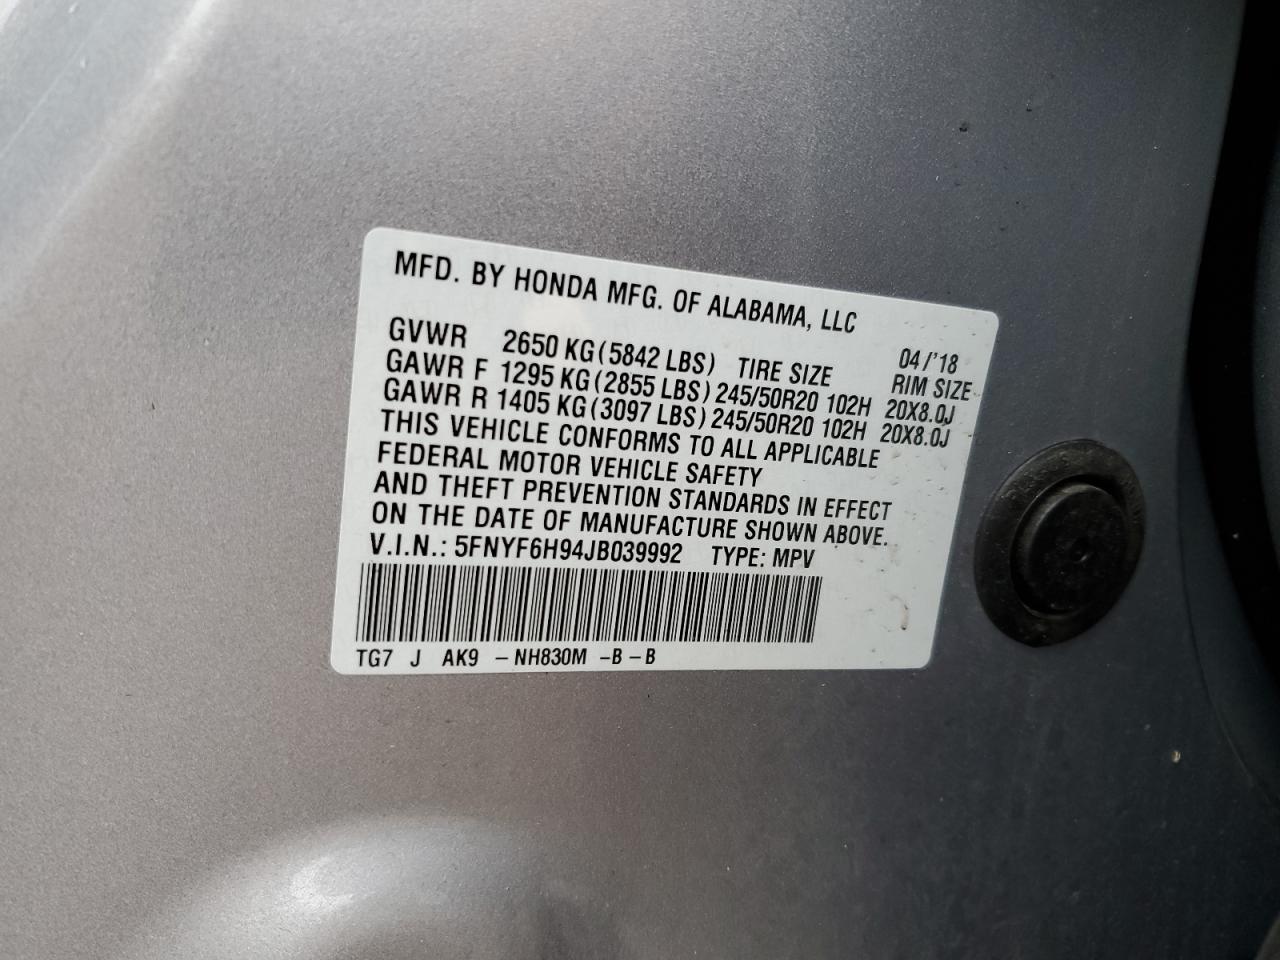 MFD. BY HONDA MFG. OF ALABAMA, LLC
04/'18
GVWR 2650 KG(5842 LBS) TIRE SIZE RIM SIZE
GAWR F 1295 KG(2855 LBS) 245/50R20 102H 20X8.0J
GAWR R 1405 KG(3097 LBS) 245/50R20 102H 20X8.0J
THIS VEHICLE CONFORMS TO ALL APPLICABLE
FEDERAL MOTOR VEHICLE SAFETY
AND THEFT PREVENTION STANDARDS IN EFFECT
ON THE DATE OF MANUFACTURE SHOWN ABOVE.
V.I.N.: 5FNYF6H94JB039992 TYPE: MPV
TG7 J AK9 -NH830M -B-B